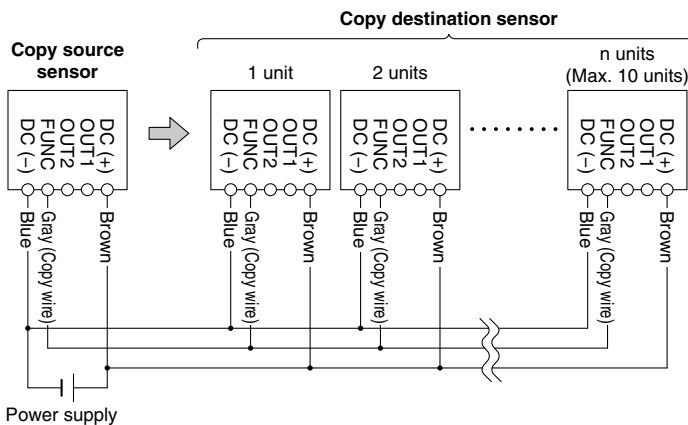 Copy destination sensor
Copy source
sensor
1 unit
2 units
n units
(Max. 10 units)
DC (–)
FUNC
OUT2
OUT1
DC (+)
DC (–)
FUNC
OUT2
OUT1
DC (+)
DC (–)
FUNC
OUT2
OUT1
DC (+)
DC (–)
FUNC
OUT2
OUT1
DC (+)
Blue
Gray (Copy wire)
Brown
Blue
Gray (Copy wire)
Brown
Blue
Gray (Copy wire)
Brown
Blue
Gray (Copy wire)
Brown
Power supply